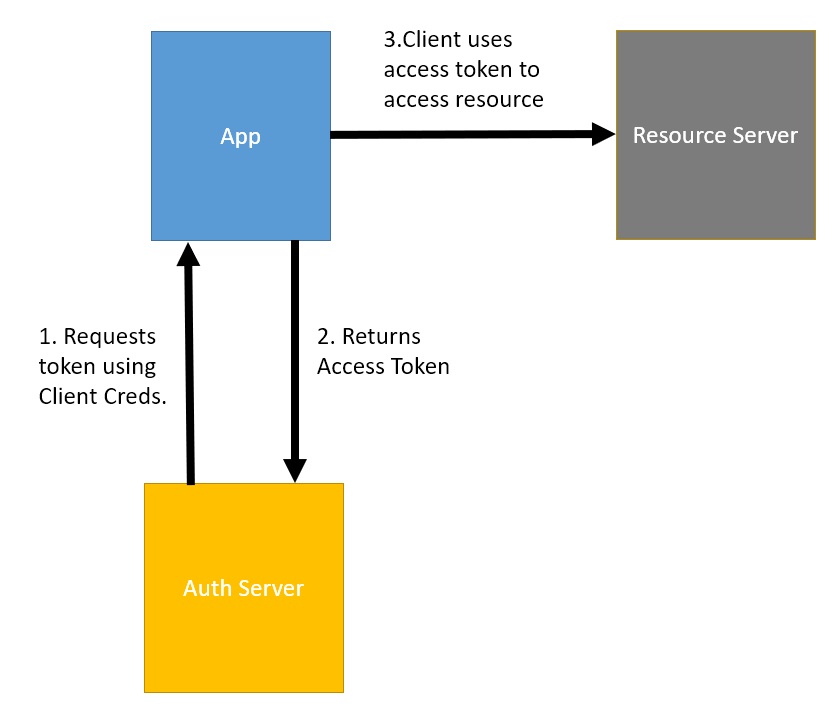 3.Client uses
access token to
access resource
App
Resource Server
1. Requests
token using
Client Creds.
2. Returns
Access Token
Auth Server